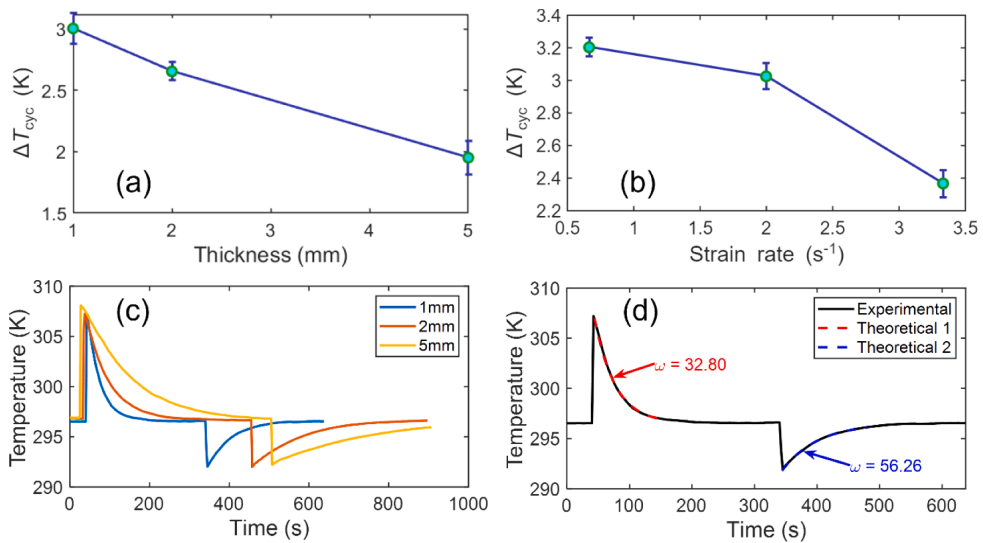 3
2.5
2
1.5
ΔT_cyc (K)
(a)
1 2 3 4 5
Thickness (mm)
3.4
3.2
3
2.8
2.6
2.4
2.2
ΔT_cyc (K)
(b)
0.5 1 1.5 2 2.5 3 3.5
Strain rate (s⁻¹)
310
305
300
295
290
Temperature (K)
(c)
1mm
2mm
5mm
0 200 400 600 800 1000
Time (s)
310
305
300
295
290
Temperature (K)
(d)
Experimental
Theoretical 1
Theoretical 2
ω = 32.80
ω = 56.26
0 100 200 300 400 500 600
Time (s)